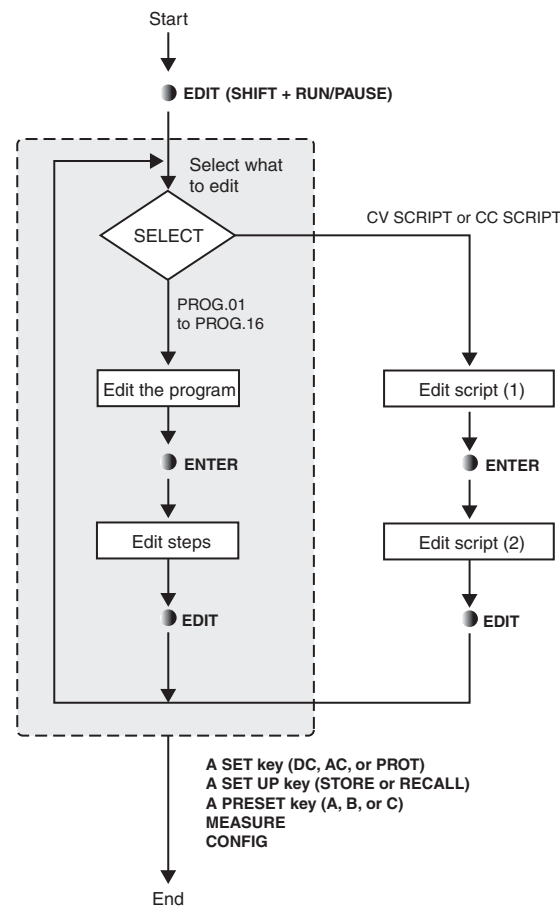 Start
EDIT (SHIFT + RUN/PAUSE)
Select what
to edit
SELECT
CV SCRIPT or CC SCRIPT
PROG.01
to PROG.16
Edit the program
Edit script (1)
ENTER
ENTER
Edit steps
Edit script (2)
EDIT
EDIT
A SET key (DC, AC, or PROT)
A SET UP key (STORE or RECALL)
A PRESET key (A, B, or C)
MEASURE
CONFIG
End